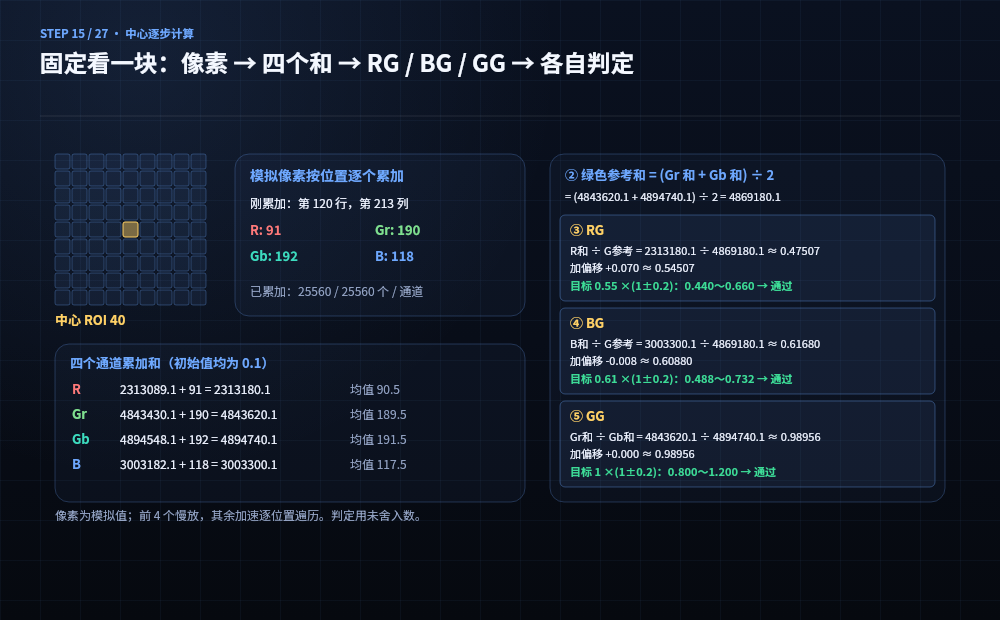 STEP 15 / 27 · 中心逐步计算
固定看一块：像素 → 四个和 → RG / BG / GG → 各自判定
中心 ROI 40
模拟像素按位置逐个累加
刚累加：第 120 行，第 213 列
R: 91 Gr: 190
Gb: 192 B: 118
已累加：25560 / 25560 个 / 通道
四个通道累加和（初始值均为 0.1）
R 2313089.1 + 91 = 2313180.1 均值 90.5
Gr 4843430.1 + 190 = 4843620.1 均值 189.5
Gb 4894548.1 + 192 = 4894740.1 均值 191.5
B 3003182.1 + 118 = 3003300.1 均值 117.5
像素为模拟值；前 4 个慢放，其余加速逐位置遍历。判定用未舍入数。
② 绿色参考和 = (Gr 和 + Gb 和) ÷ 2
= (4843620.1 + 4894740.1) ÷ 2 = 4869180.1
③ RG
R和 ÷ G参考 = 2313180.1 ÷ 4869180.1 ≈ 0.47507
加偏移 +0.070 ≈ 0.54507
目标 0.55 ×(1±0.2)：0.440～0.660 → 通过
④ BG
B和 ÷ G参考 = 3003300.1 ÷ 4869180.1 ≈ 0.61680
加偏移 -0.008 ≈ 0.60880
目标 0.61 ×(1±0.2)：0.488～0.732 → 通过
⑤ GG
Gr和 ÷ Gb和 = 4843620.1 ÷ 4894740.1 ≈ 0.98956
加偏移 +0.000 ≈ 0.98956
目标 1 ×(1±0.2)：0.800～1.200 → 通过